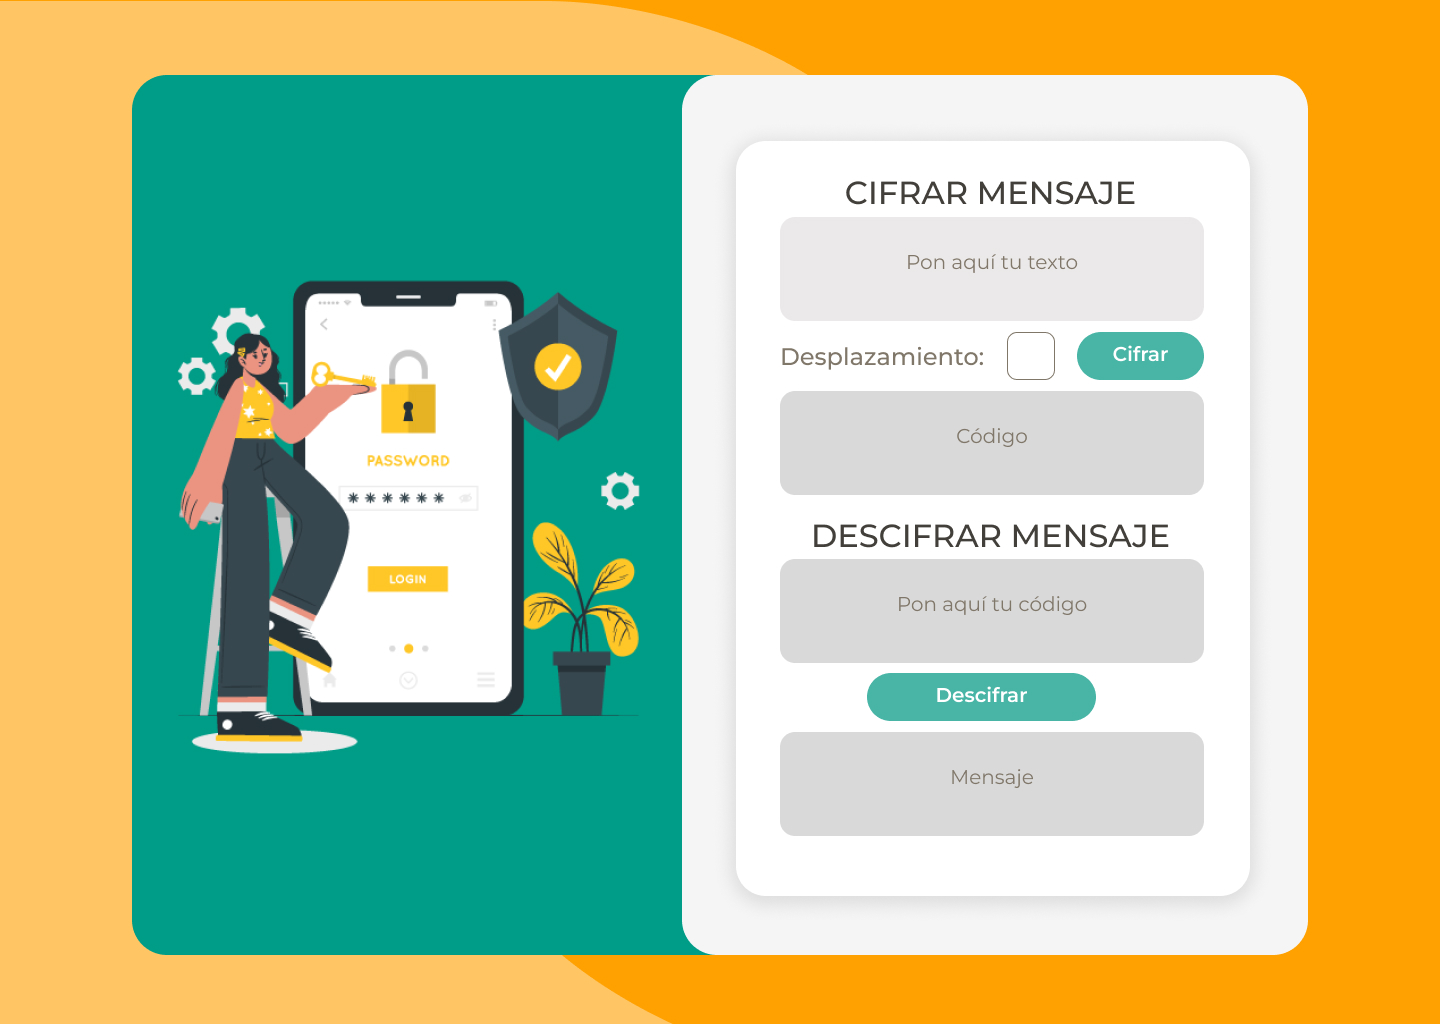 PASSWORD
******
LOGIN
CIFRAR MENSAJE
Pon aquí tu texto
Desplazamiento:
Cifrar
Código
DESCIFRAR MENSAJE
Pon aquí tu código
Descifrar
Mensaje